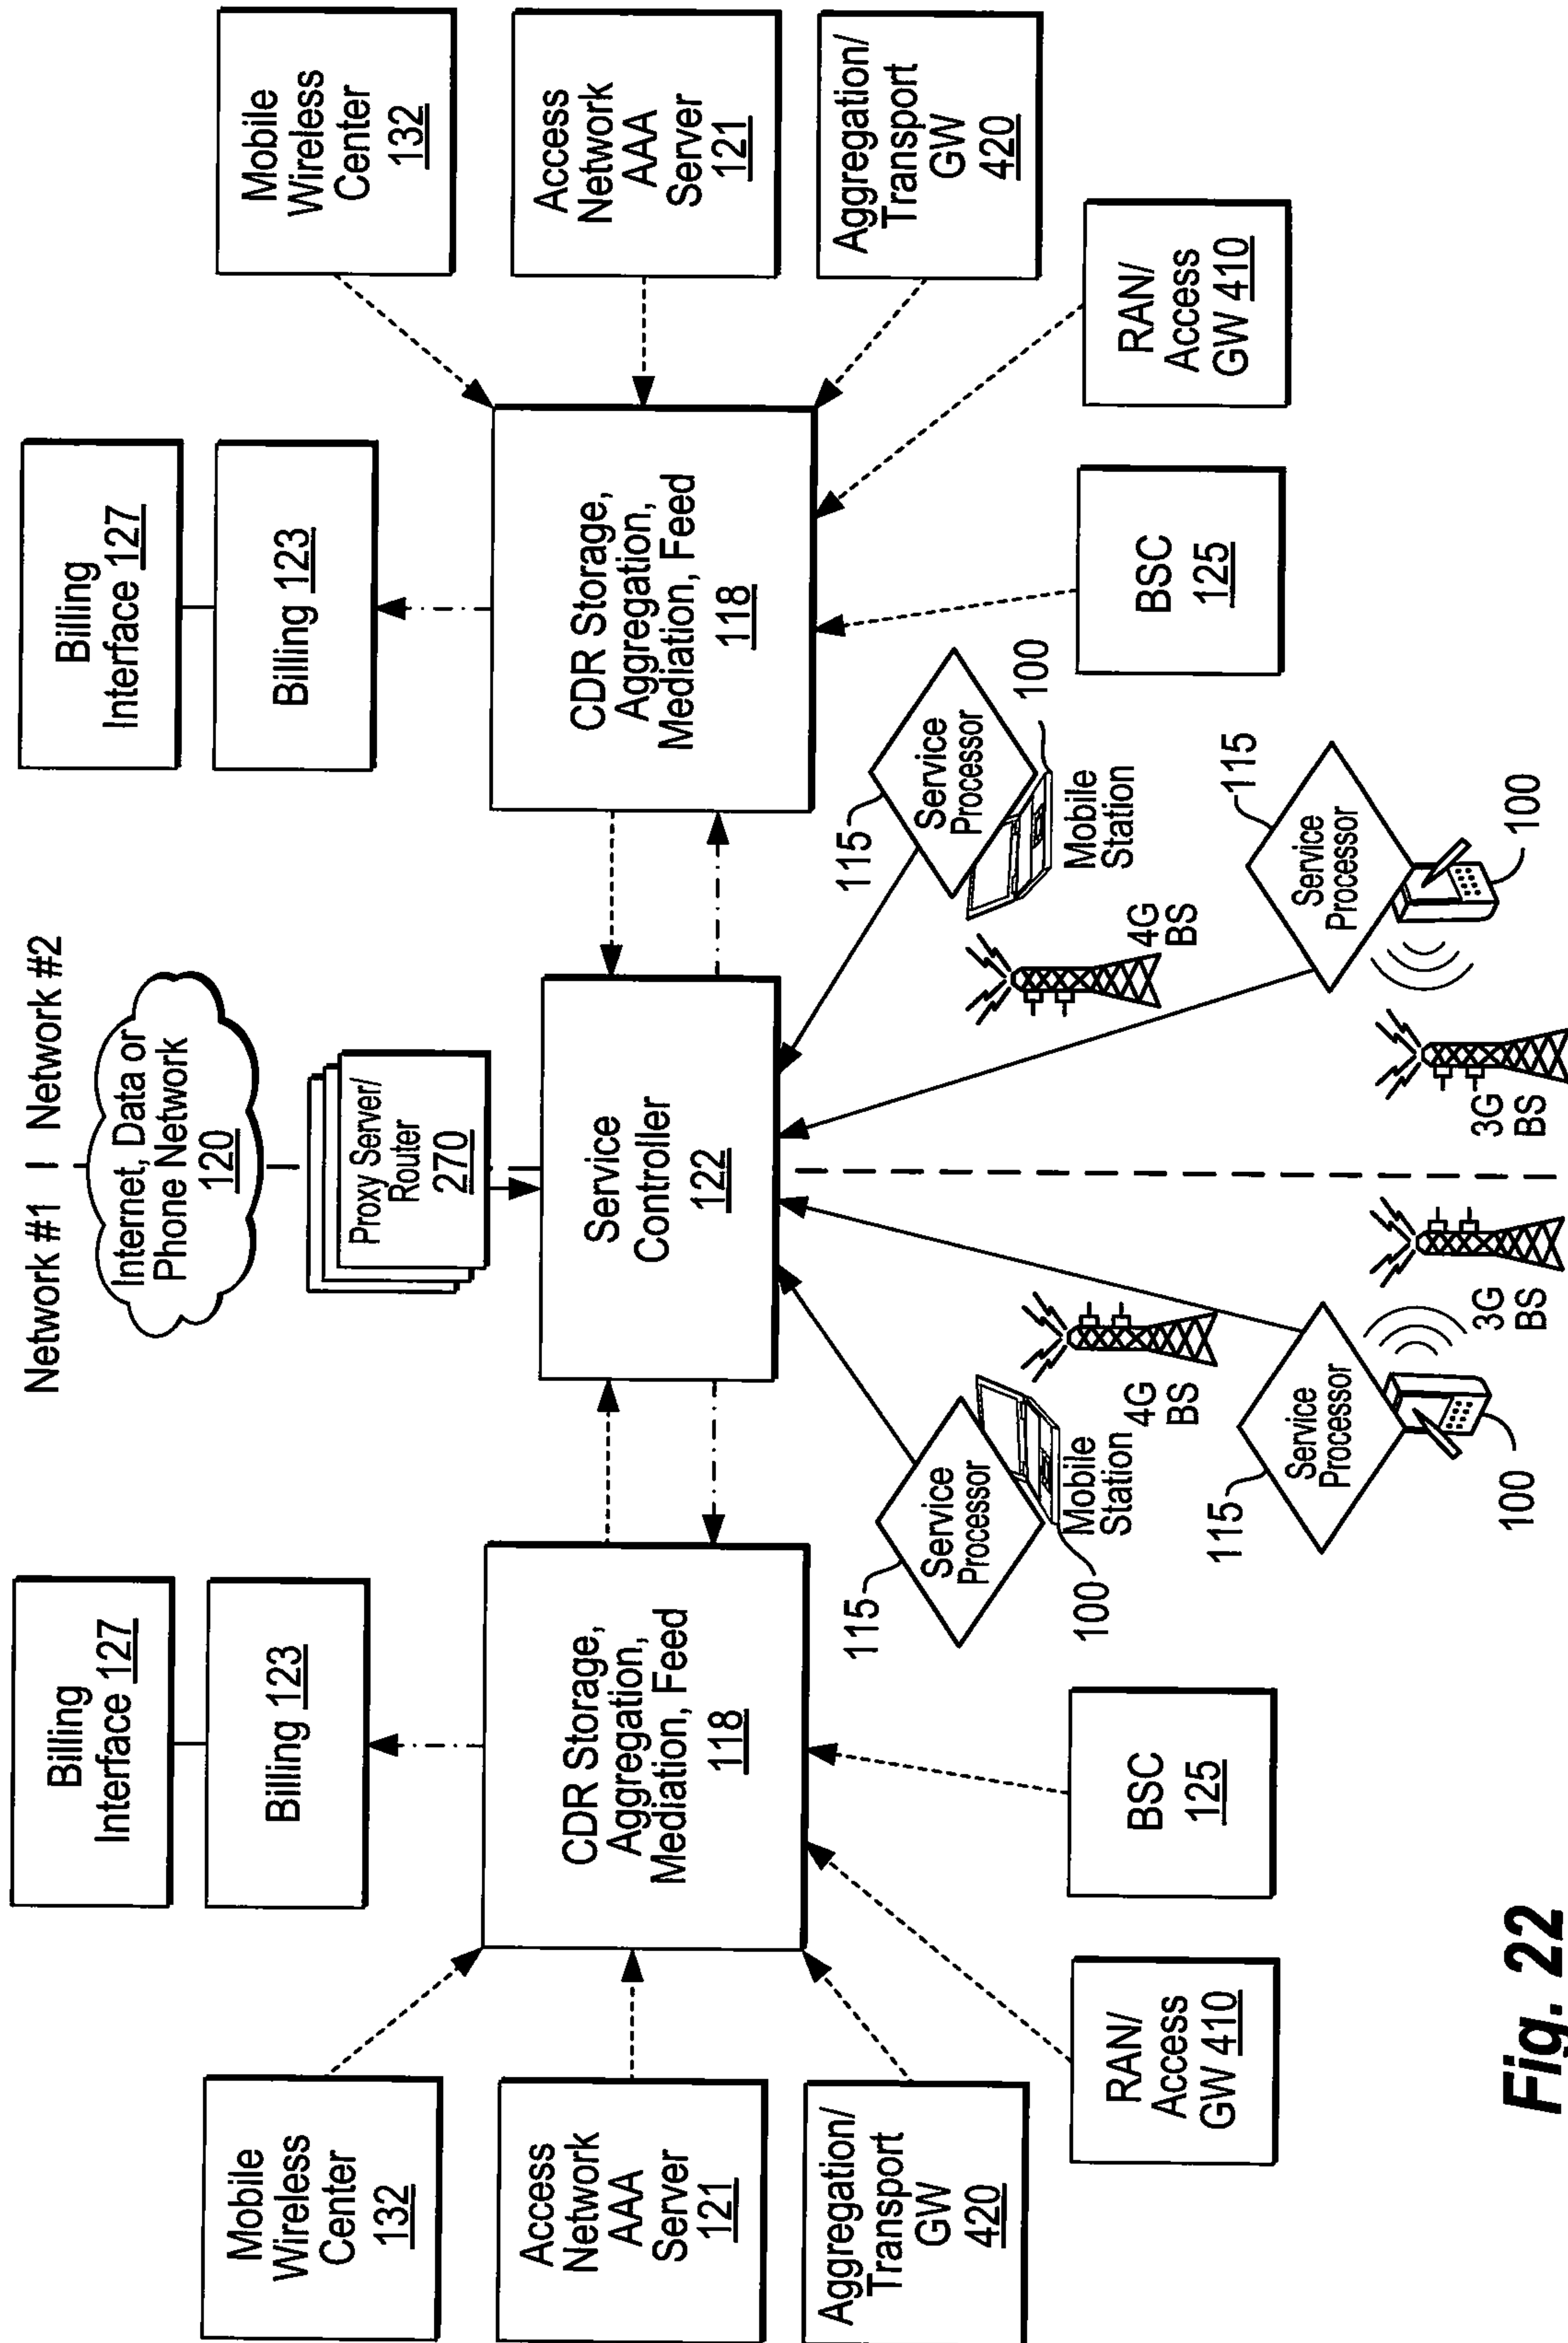 Network #1 | Network #2
Internet, Data or
Phone Network
120
Proxy Server/
Router
270
Service
Controller
122
Billing
Interface 127
Billing 123
CDR Storage,
Aggregation,
Mediation, Feed
118
Mobile
Wireless
Center
132
Access
Network
AAA
Server
121
Aggregation/
Transport
GW
420
RAN/
Access
GW 410
BSC
125
115
Service
Processor
100
Mobile
Station
4G
BS
115
Service
Processor
100
3G
BS
Billing
Interface 127
Billing 123
CDR Storage,
Aggregation,
Mediation, Feed
118
Mobile
Wireless
Center
132
Access
Network
AAA
Server
121
Aggregation/
Transport
GW
420
RAN/
Access
GW 410
BSC
125
115
Service
Processor
100
Mobile
Station
4G
BS
115
Service
Processor
100
3G
BS
Fig. 22